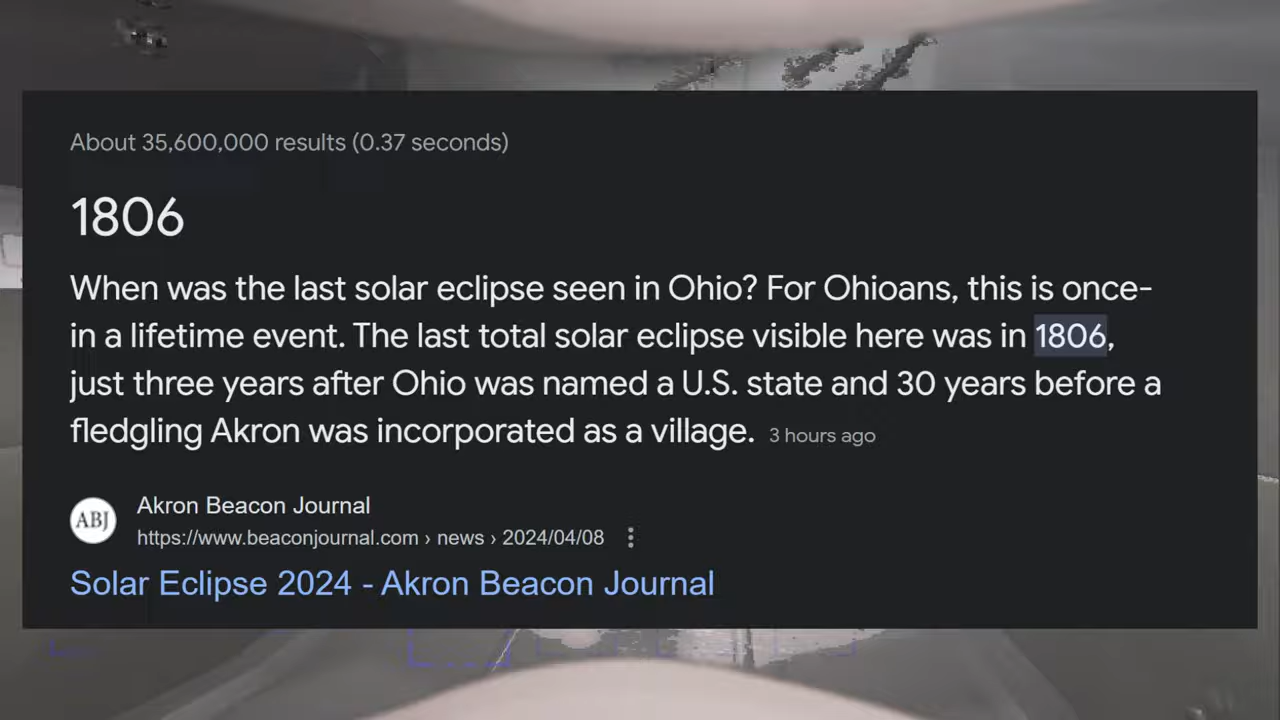 About 35,600,000 results (0.37 seconds)
1806
When was the last solar eclipse seen in Ohio? For Ohioans, this is once-
in a lifetime event. The last total solar eclipse visible here was in 1806,
just three years after Ohio was named a U.S. state and 30 years before a
fledgling Akron was incorporated as a village. 3 hours ago
ABJ
Akron Beacon Journal
https://www.beaconjournal.com › news › 2024/04/08
Solar Eclipse 2024 - Akron Beacon Journal